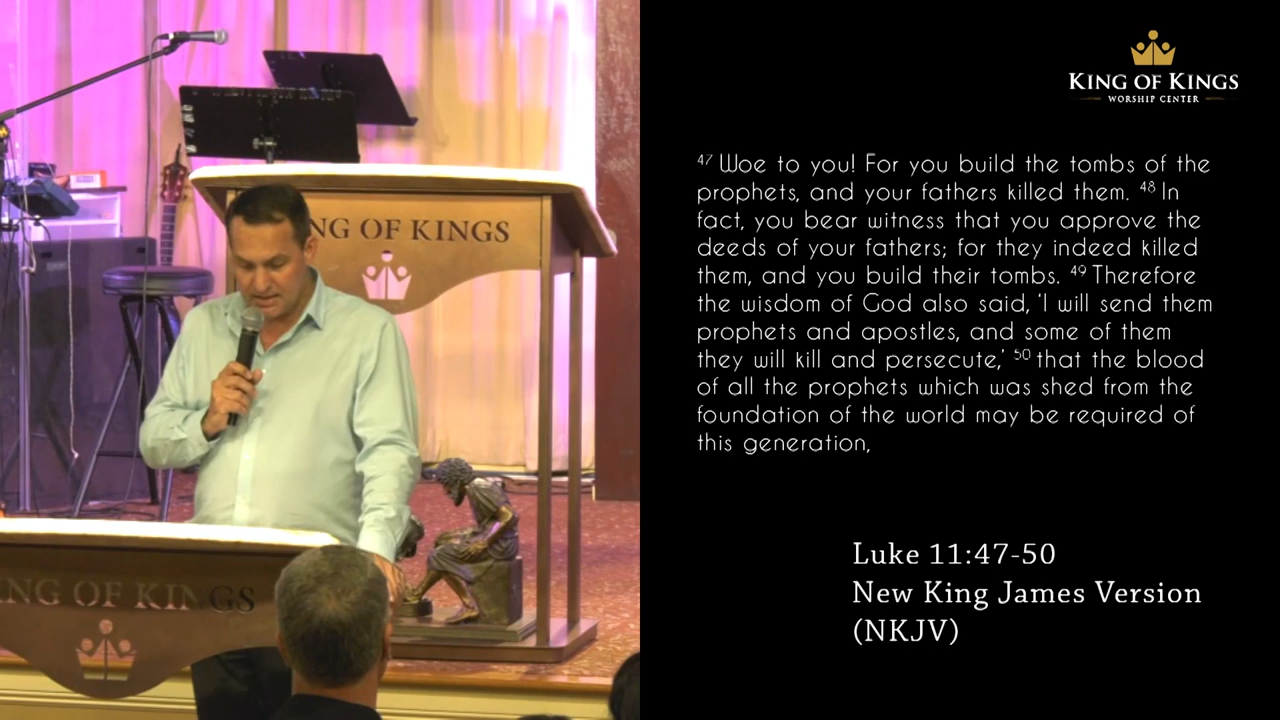 KING OF KINGS
WORSHIP CENTER
NG OF KINGS
NG OF KINGS
47 Woe to you! For you build the tombs of the
prophets, and your fathers killed them. 48 In
fact, you bear witness that you approve the
deeds of your fathers; for they indeed killed
them, and you build their tombs. 49 Therefore
the wisdom of God also said, 'I will send them
prophets and apostles, and some of them
they will kill and persecute,' 50 that the blood
of all the prophets which was shed from the
foundation of the world may be required of
this generation,
Luke 11:47-50
New King James Version
(NKJV)